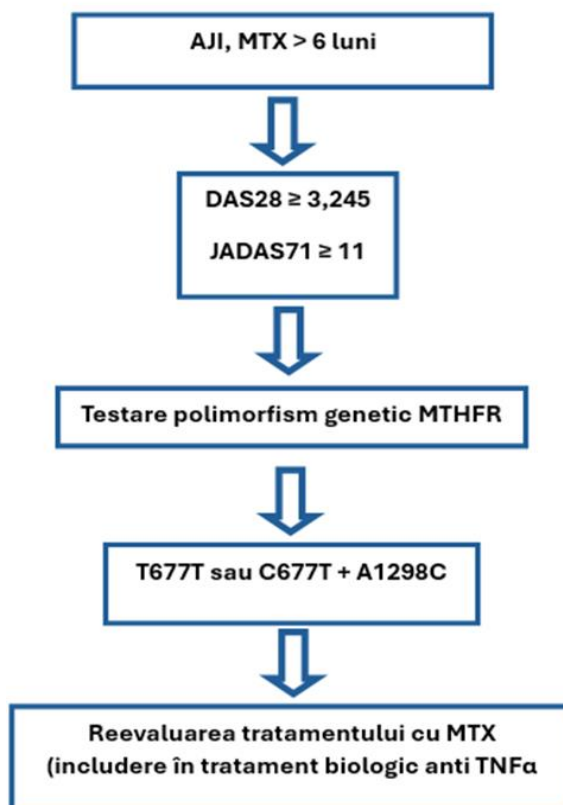 AJI, MTX > 6 luni
DAS28 ≥ 3,245
JADAS71 ≥ 11
Testare polimorfism genetic MTHFR
T677T sau C677T + A1298C
Reevaluarea tratamentului cu MTX
(includere în tratament biologic anti TNFα